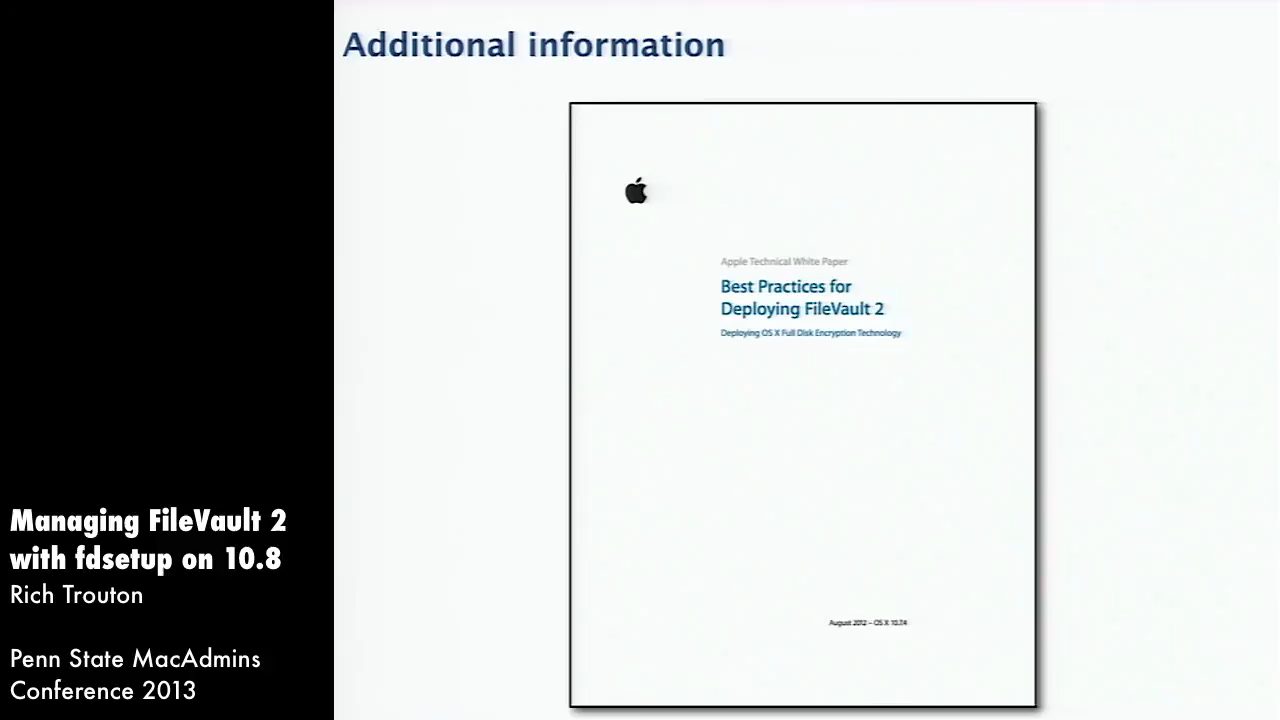 Additional information
Apple Technical White Paper
Best Practices for
Deploying FileVault 2
Deploying OS X Full Disk Encryption Technology
August 2012 – OS X 10.7.4
Managing FileVault 2
with fdsetup on 10.8
Rich Trouton
Penn State MacAdmins
Conference 2013